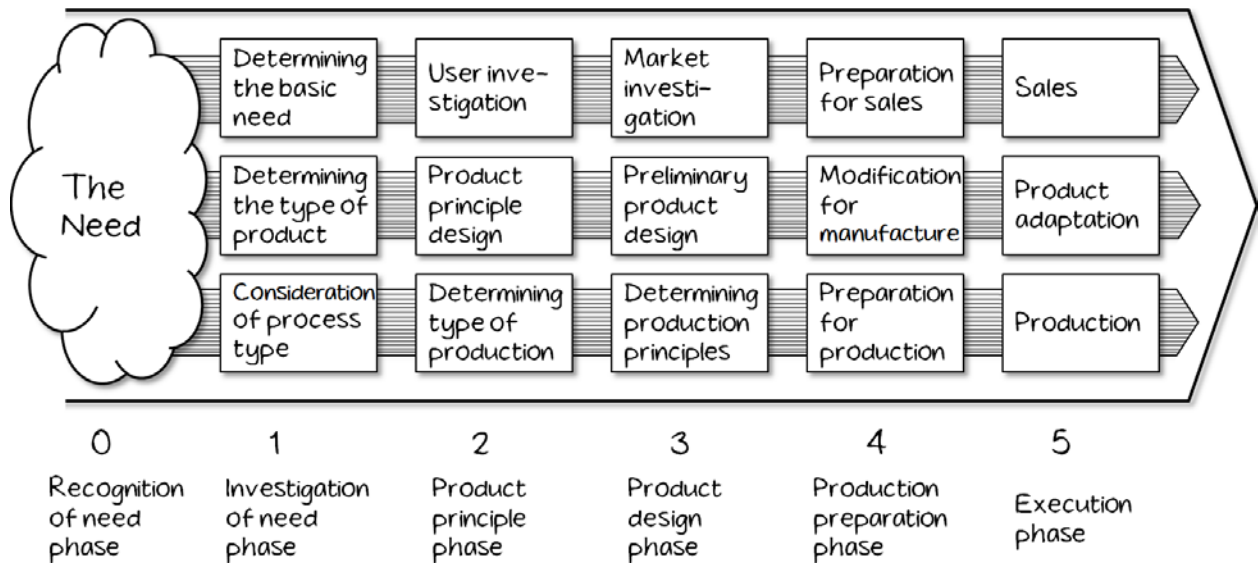 The
Need
Determining
the basic
need
User inve-
stigation
Market
investi-
gation
Preparation
for sales
Sales
Determining
the type of
product
Product
principle
design
Preliminary
product
design
Modification
for
manufacture
Product
adaptation
Consideration
of process
type
Determining
type of
production
Determining
production
principles
Preparation
for
production
Production
0
Recognition
of need
phase
1
Investigation
of need
phase
2
Product
principle
phase
3
Product
design
phase
4
Production
preparation
phase
5
Execution
phase